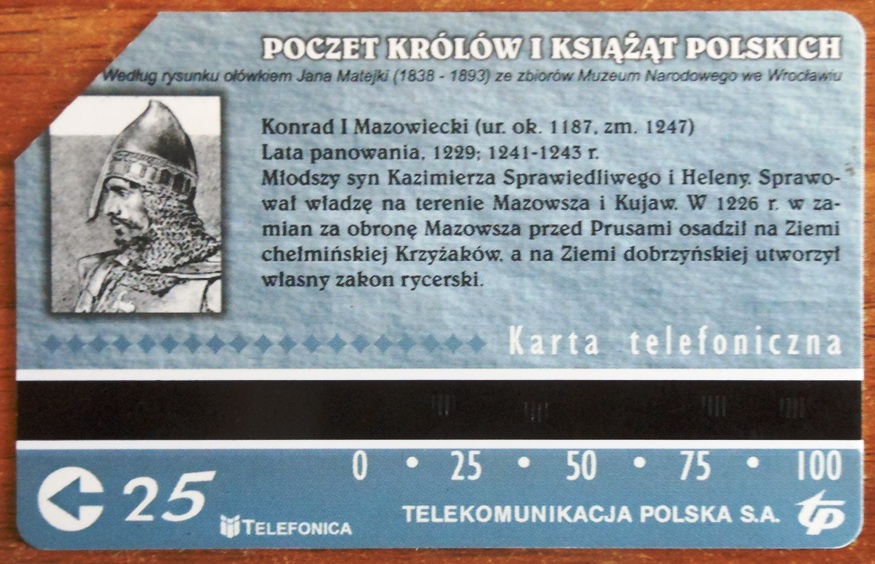 POCZET KRÓLÓW I KSIĄŻĄT POLSKICH
Według rysunku ołówkiem Jana Matejki (1838 - 1893) ze zbiorów Muzeum Narodowego we Wrocławiu
Konrad I Mazowiecki (ur. ok. 1187, zm. 1247)
Lata panowania, 1229; 1241-1243 r.
Młodszy syn Kazimierza Sprawiedliwego i Heleny. Sprawo-
wał władzę na terenie Mazowsza i Kujaw. W 1226 r. w za-
mian za obronę Mazowsza przed Prusami osadził na Ziemi
chełmińskiej Krzyżaków, a na Ziemi dobrzyńskiej utworzył
własny zakon rycerski.
Karta telefoniczna
0 • 25 • 50 • 75 • 100
25
TELEFONICA
TELEKOMUNIKACJA POLSKA S.A. tp